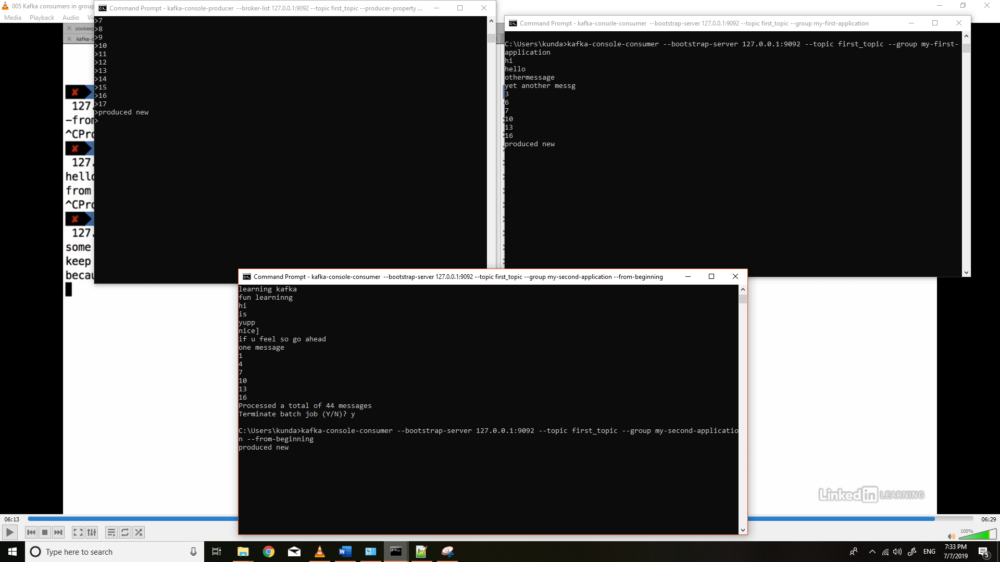 005 Kafka consumers in group
Media Playback Audio Vi
zookeep
kafka-c
127.
-from
^CPro
127.
hello
from
^CPro
127.
some
keep
becau
Command Prompt - kafka-console-producer --broker-list 127.0.0.1:9092 --topic first_topic --producer-property ...
>7
>8
>9
>10
>11
>12
>13
>14
>15
>16
>17
>produced new
>
Command Prompt - kafka-console-consumer --bootstrap-server 127.0.0.1:9092 --topic first_topic --group my-first-application
C:\Users\kunda>kafka-console-consumer --bootstrap-server 127.0.0.1:9092 --topic first_topic --group my-first-
application
hi
hello
othermessage
yet another messg
3
6
7
10
13
16
produced new
Command Prompt - kafka-console-consumer --bootstrap-server 127.0.0.1:9092 --topic first_topic --group my-second-application --from-beginning
learning kafka
fun learninng
hi
is
yupp
nice]
if u feel so go ahead
one message
1
4
7
10
13
16
Processed a total of 44 messages
Terminate batch job (Y/N)? y
C:\Users\kunda>kafka-console-consumer --bootstrap-server 127.0.0.1:9092 --topic first_topic --group my-second-applicatio
n --from-beginning
produced new
Linked in LEARNING
06:13
06:29
100%
Type here to search
ENG
7:33 PM
7/7/2019
5